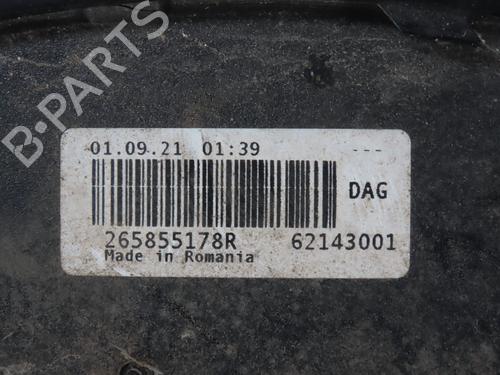 B-PARTS
01.09.21 01:39 ---
DAG
265855178R 62143001
Made in Romania